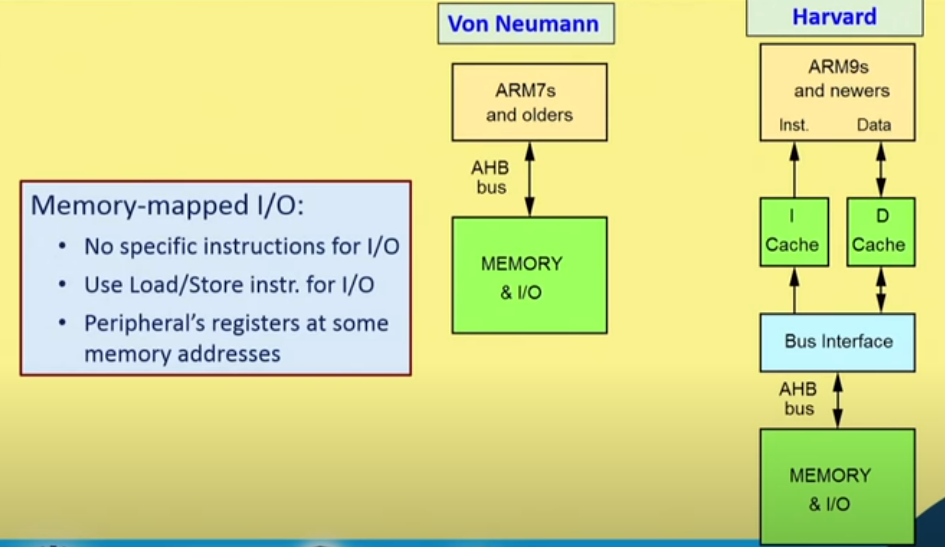 Von Neumann
Harvard
Memory-mapped I/O:
• No specific instructions for I/O
• Use Load/Store instr. for I/O
• Peripheral's registers at some
memory addresses
ARM7s
and olders
AHB
bus
MEMORY
& I/O
ARM9s
and newers
Inst. Data
I
Cache
D
Cache
Bus Interface
AHB
bus
MEMORY
& I/O